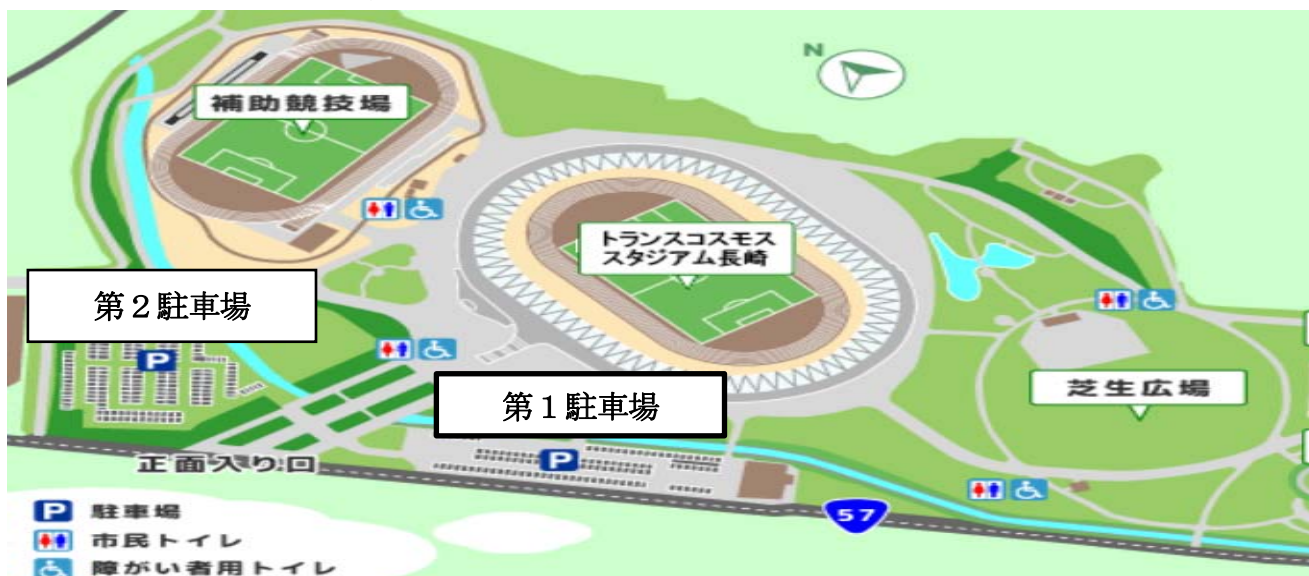 N
補助競技場
トランスコスモス
スタジアム長崎
第２駐車場
P
第１駐車場
芝生広場
正面入り口
P
57
P 駐車場
市民トイレ
障がい者用トイレ